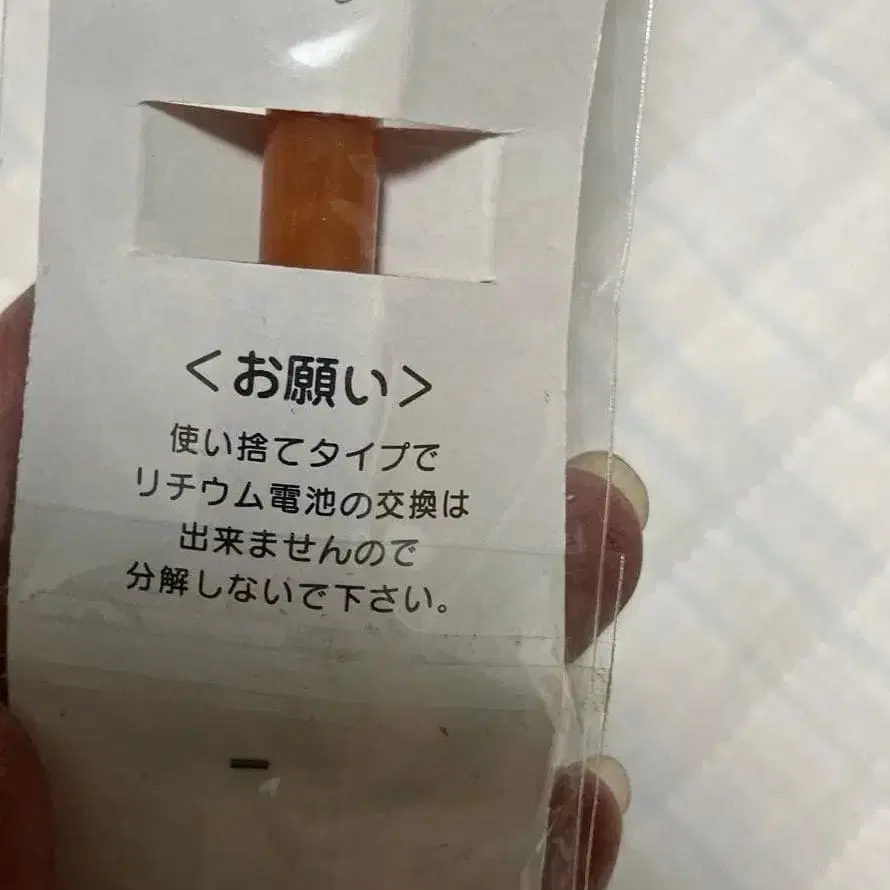 ＜お願い＞
使い捨てタイプで
リチウム電池の交換は
出来ませんので
分解しないで下さい。